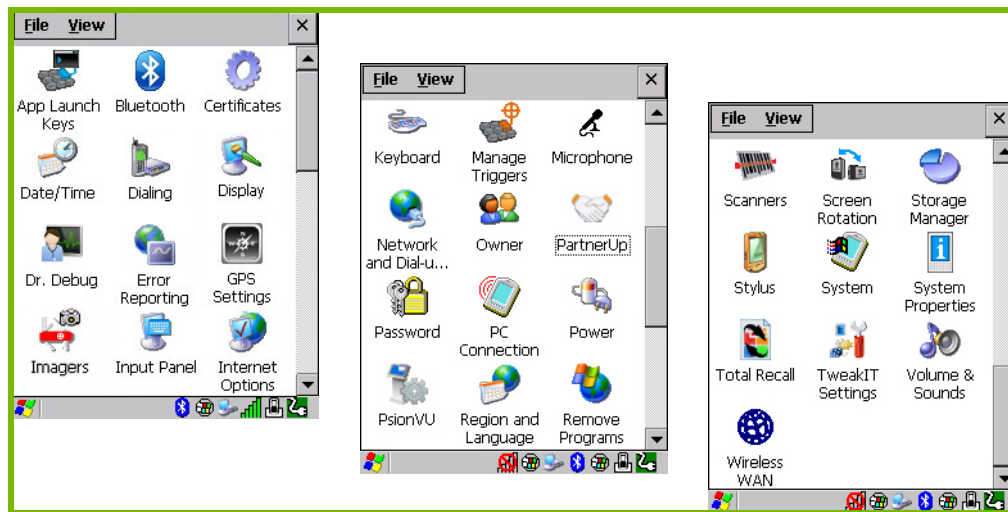 File View
App Launch Keys
Bluetooth
Certificates
Date/Time
Dialing
Display
Dr. Debug
Error Reporting
GPS Settings
Imagers
Input Panel
Internet Options
File View
Keyboard
Manage Triggers
Microphone
Network and Dial-u...
Owner
PartnerUp
Password
PC Connection
Power
PsionVU
Region and Language
Remove Programs
File View
Scanners
Screen Rotation
Storage Manager
Stylus
System
System Properties
Total Recall
TweakIT Settings
Volume & Sounds
Wireless WAN